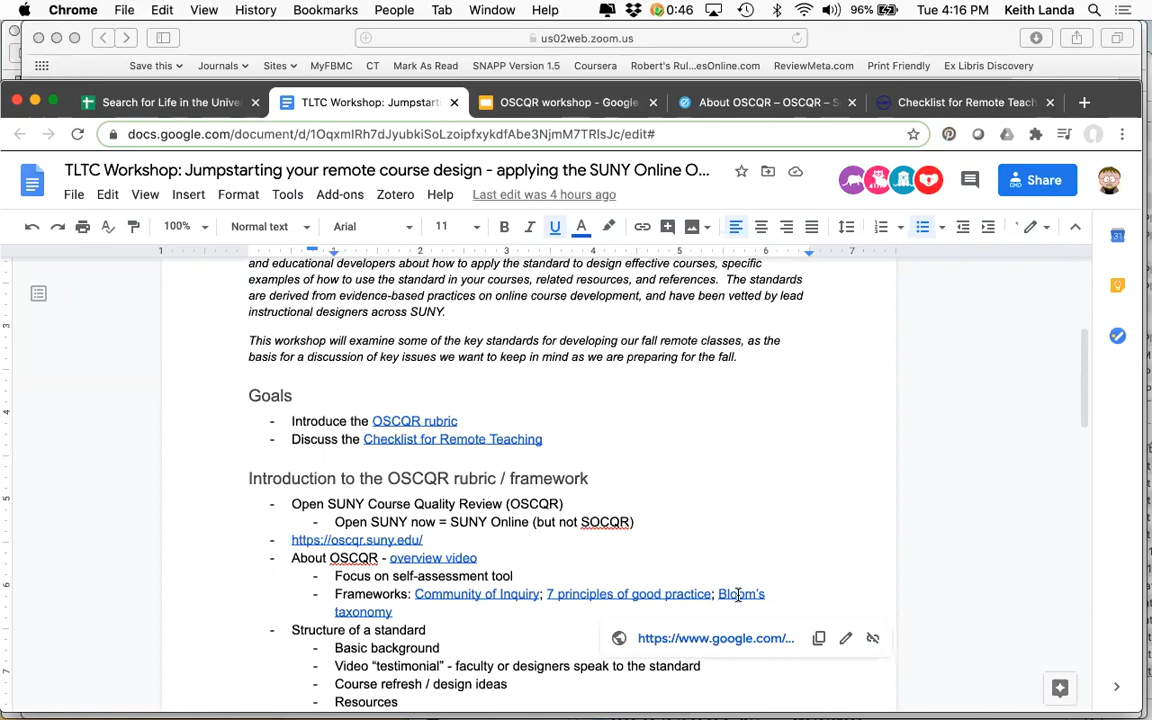 Chrome File Edit View History Bookmarks People Tab Window Help 0:46 96% Tue 4:16 PM Keith Landa
us02web.zoom.us
Save this Journals Sites MyFBMC CT Mark As Read SNAPP Version 1.5 Coursera Robert's Rul...esOnline.com ReviewMeta.com Print Friendly Ex Libris Discovery
Search for Life in the Unive TLTC Workshop: Jumpstarti OSCQR workshop - Google About OSCQR – OSCQR – S Checklist for Remote Teach
TLTC Workshop: Jumpstarting your remote course design - applying the SUNY Online O...
Share
File Edit View Insert Format Tools Add-ons Zotero Help Last edit was 4 hours ago
100% Normal text Arial 11 B I U A
1 1 2 3 4 5 6 7
and educational developers about how to apply the standard to design effective courses, specific
examples of how to use the standard in your courses, related resources, and references. The standards
are derived from evidence-based practices on online course development, and have been vetted by lead
instructional designers across SUNY.
This workshop will examine some of the key standards for developing our fall remote classes, as the
basis for a discussion of key issues we want to keep in mind as we are preparing for the fall.
Goals
- Introduce the OSCQR rubric
- Discuss the Checklist for Remote Teaching
Introduction to the OSCQR rubric / framework
- Open SUNY Course Quality Review (OSCQR)
- Open SUNY now = SUNY Online (but not SOCQR)
- https://oscqr.suny.edu/
- About OSCQR - overview video
- Focus on self-assessment tool
- Frameworks: Community of Inquiry; 7 principles of good practice; Bloom's
taxonomy
https://www.google.com/...
- Structure of a standard
- Basic background
- Video “testimonial” - faculty or designers speak to the standard
- Course refresh / design ideas
- Resources